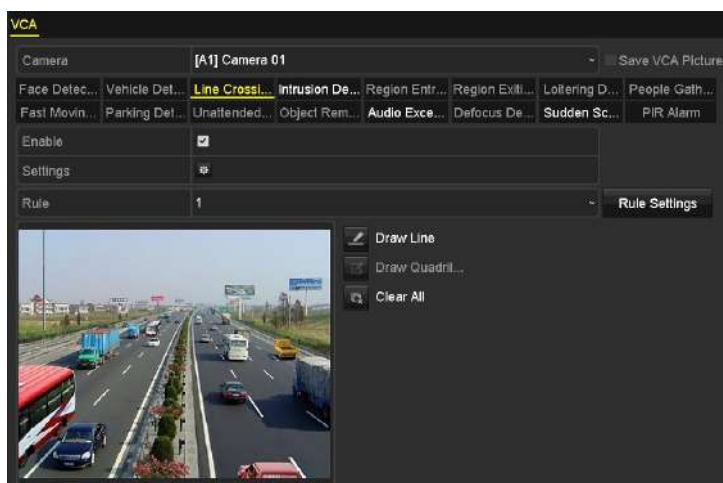 VCA
Camera [A1] Camera 01 Save VCA Picture
Face Detec... Vehicle Det... Line Crossi... Intrusion De... Region Entr... Region Exiti... Loitering D... People Gath...
Fast Movin... Parking Det... Unattended... Object Rem... Audio Exce... Defocus De... Sudden Sc... PIR Alarm
Enable
Settings
Rule 1 Rule Settings
Draw Line
Draw Quadril...
Clear All